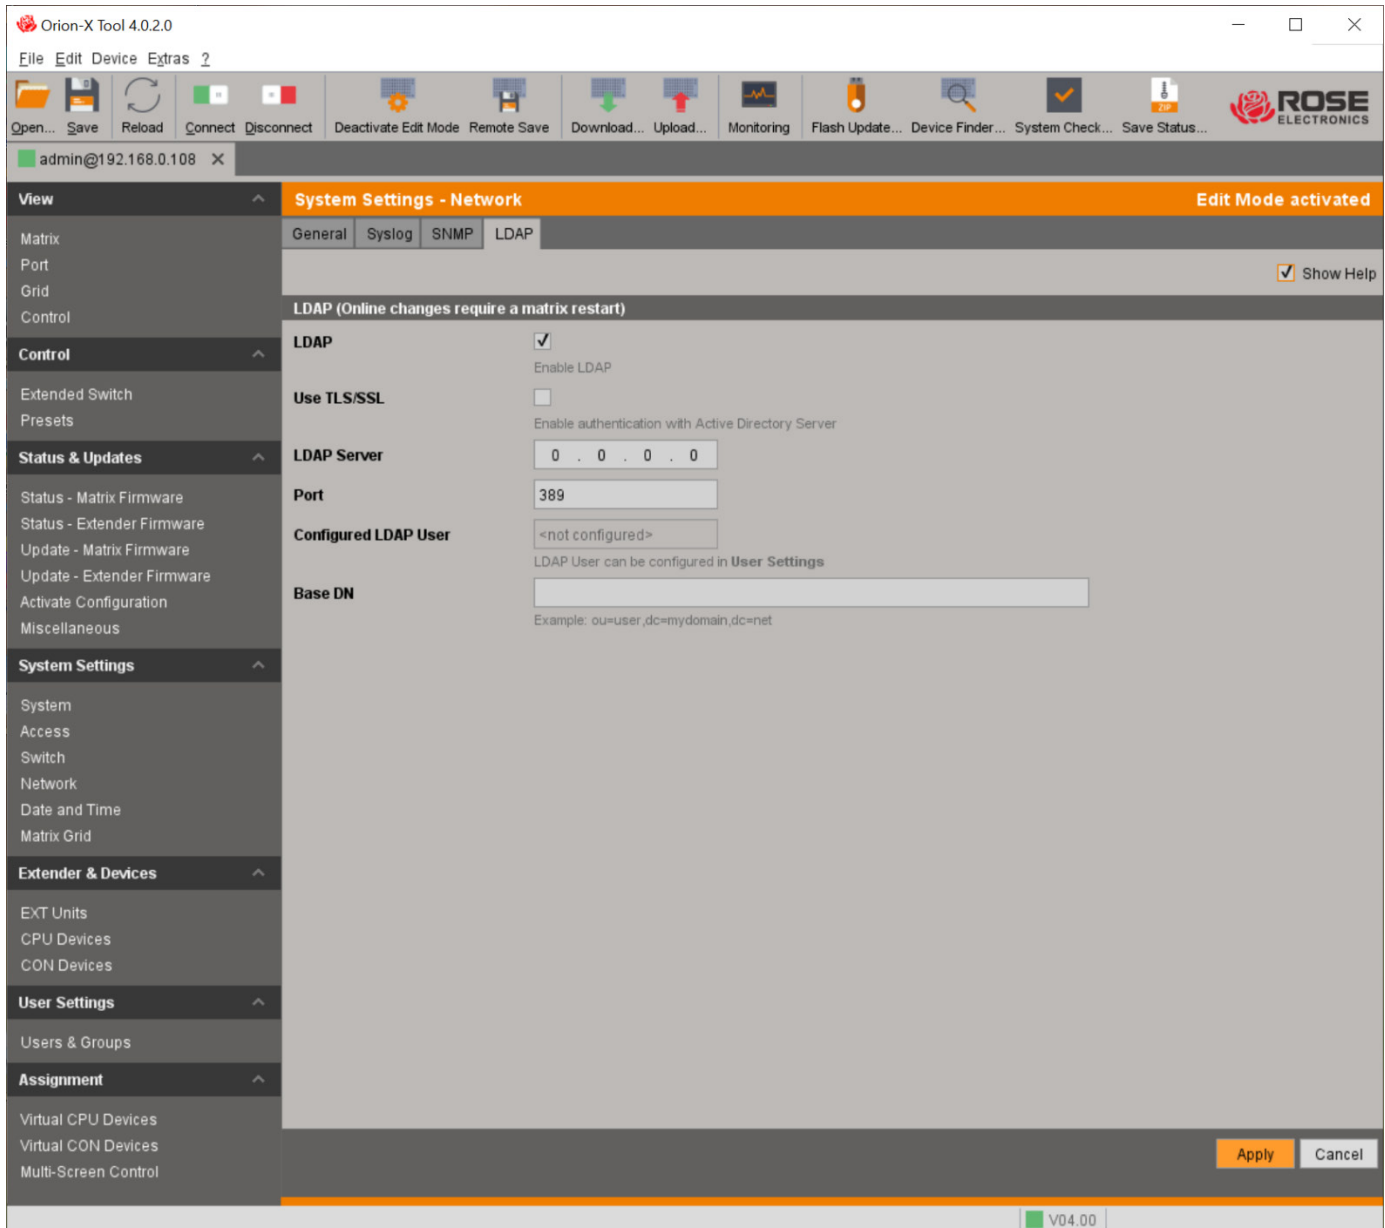 Orion-X Tool 4.0.2.0
File Edit Device Extras ?
Open... Save Reload Connect Disconnect Deactivate Edit Mode Remote Save Download... Upload... Monitoring Flash Update... Device Finder... System Check... Save Status...
ZIP
ROSE
ELECTRONICS
admin@192.168.0.108
View
Matrix
Port
Grid
Control
Control
Extended Switch
Presets
Status & Updates
Status - Matrix Firmware
Status - Extender Firmware
Update - Matrix Firmware
Update - Extender Firmware
Activate Configuration
Miscellaneous
System Settings
System
Access
Switch
Network
Date and Time
Matrix Grid
Extender & Devices
EXT Units
CPU Devices
CON Devices
User Settings
Users & Groups
Assignment
Virtual CPU Devices
Virtual CON Devices
Multi-Screen Control
System Settings - Network Edit Mode activated
General Syslog SNMP LDAP
Show Help
LDAP (Online changes require a matrix restart)
LDAP
Enable LDAP
Use TLS/SSL
Enable authentication with Active Directory Server
LDAP Server 0 . 0 . 0 . 0
Port 389
Configured LDAP User <not configured>
LDAP User can be configured in User Settings
Base DN
Example: ou=user,dc=mydomain,dc=net
Apply Cancel
V04.00